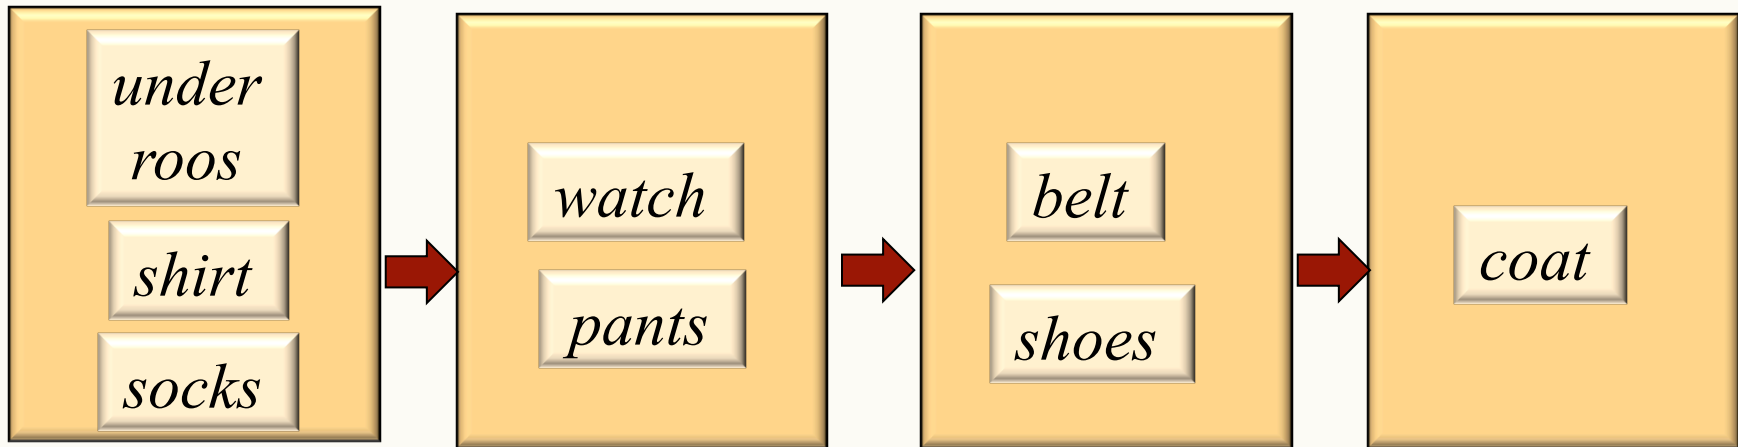 under
roos
shirt
socks
watch
pants
belt
shoes
coat